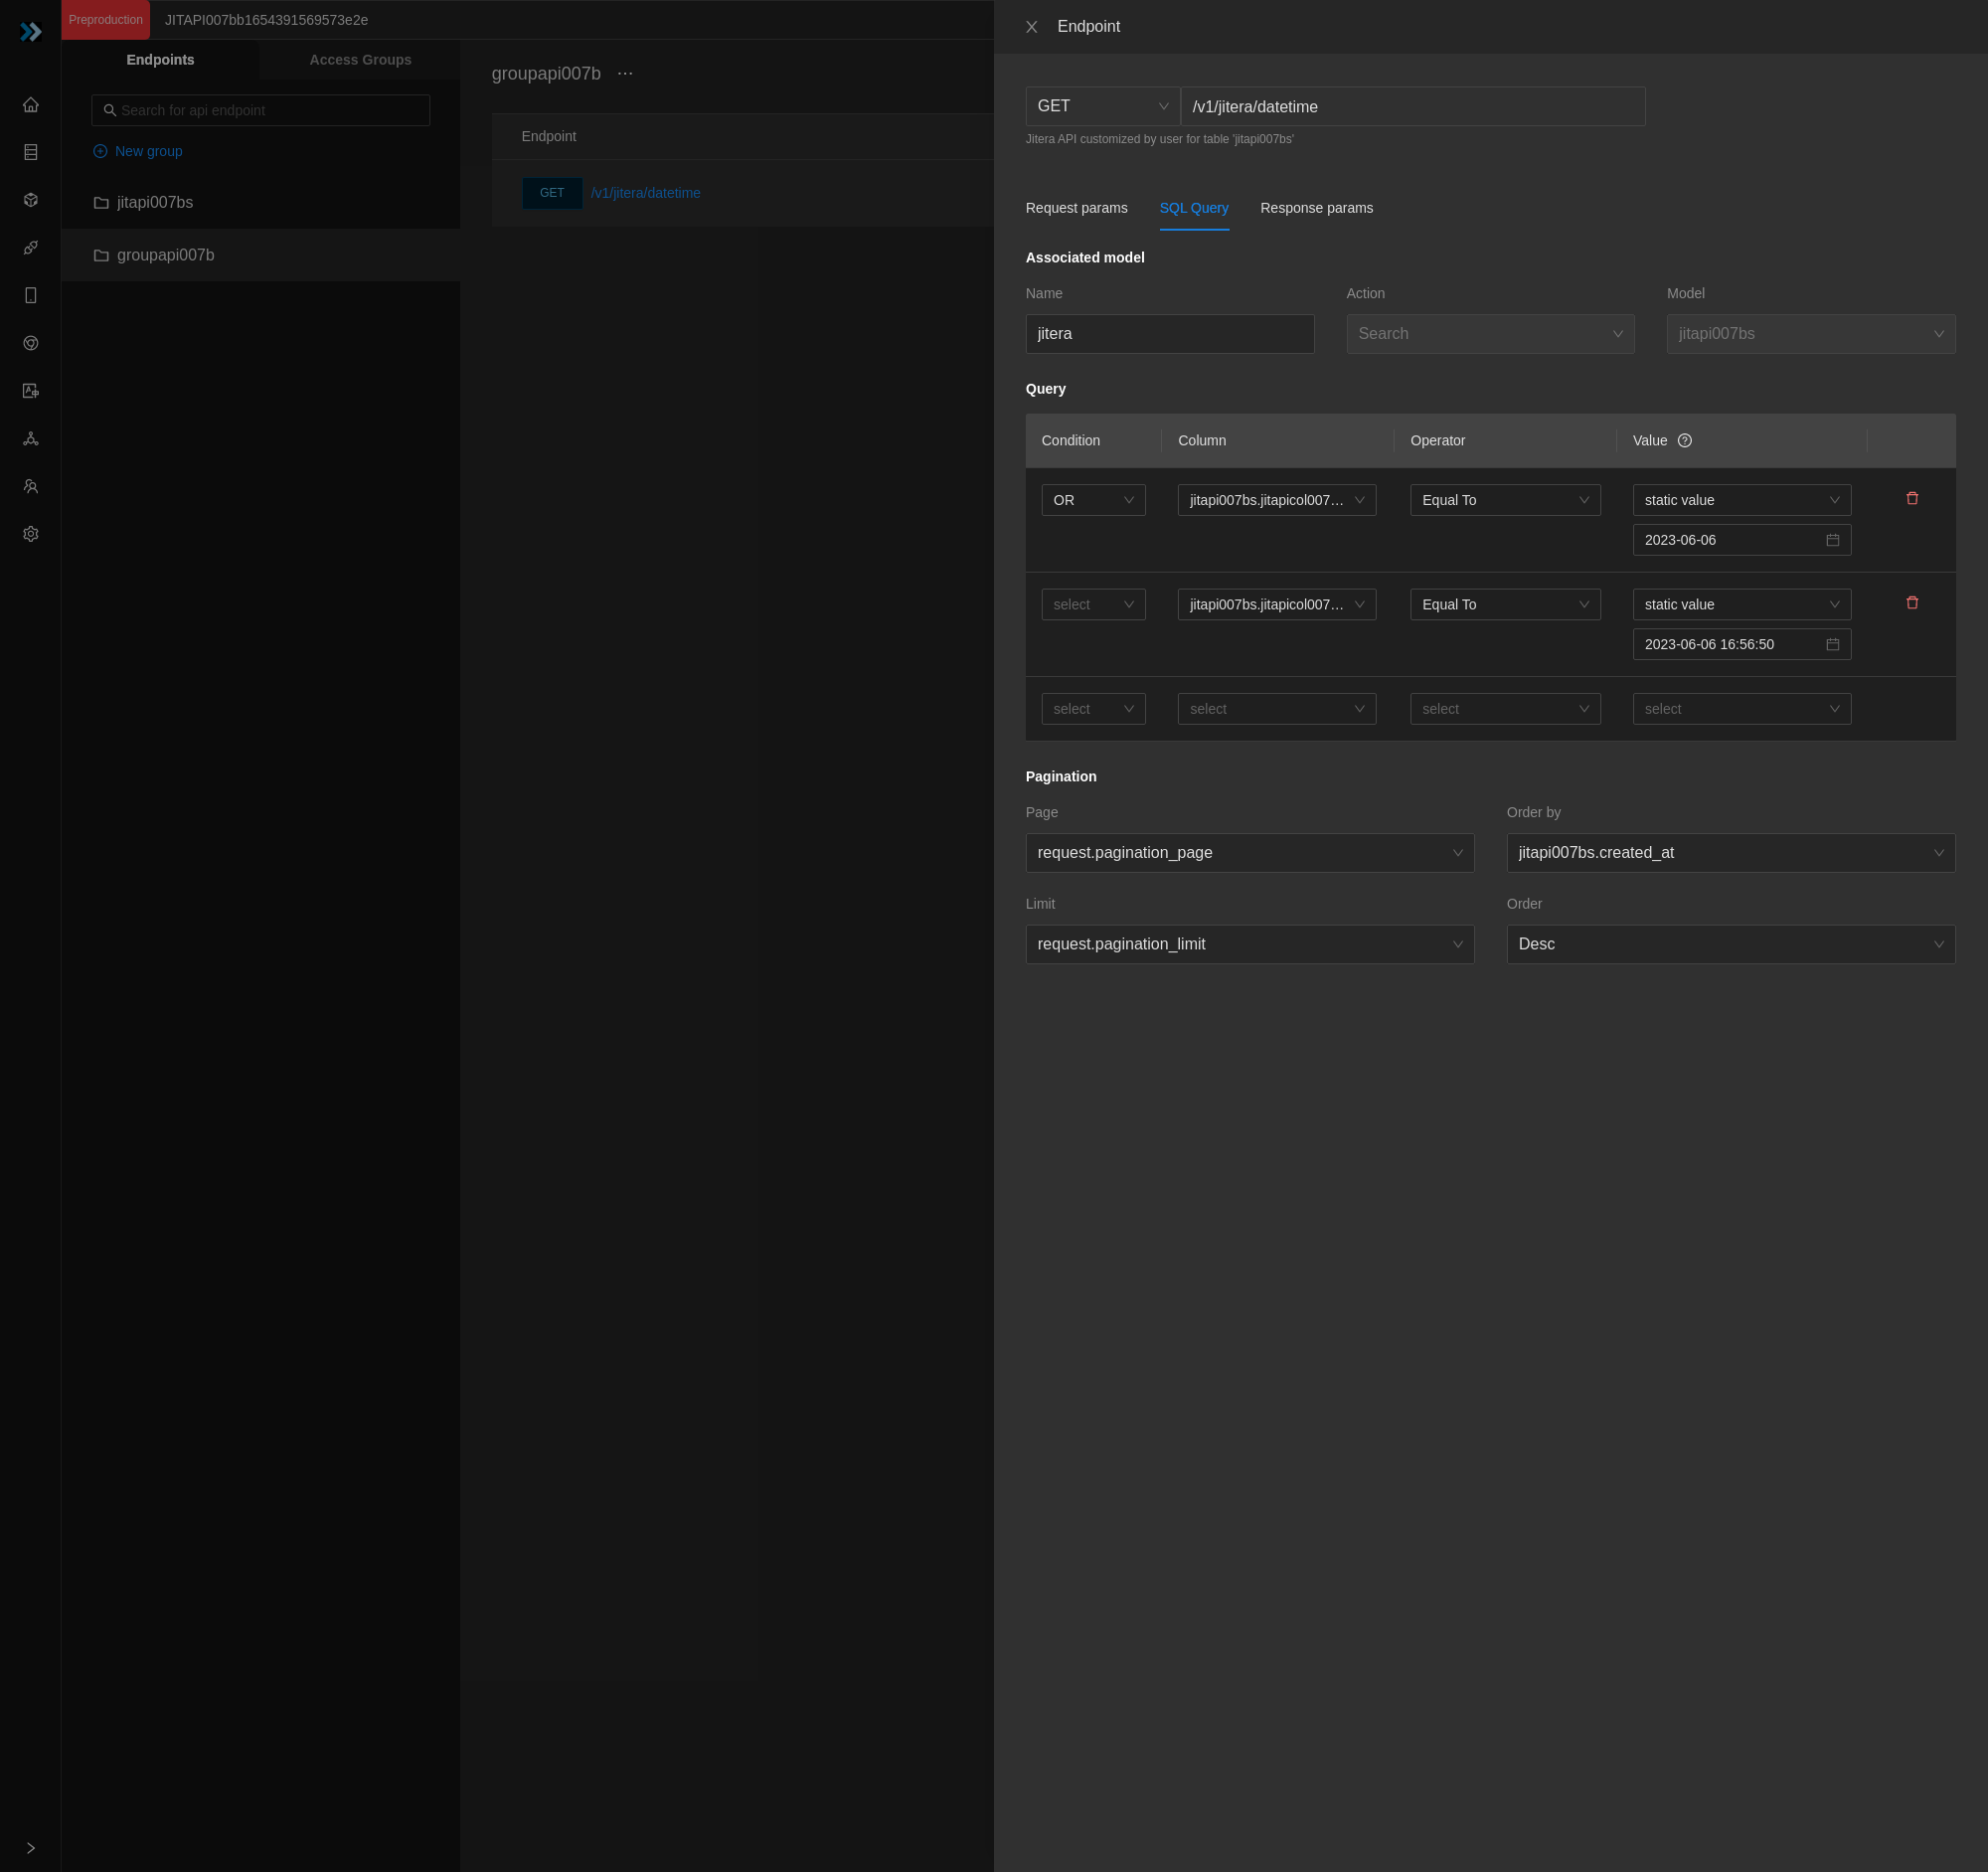 Preproduction
JITAPI007bb1654391569573e2e
Endpoints
Access Groups
Search for api endpoint
New group
jitapi007bs
groupapi007b
groupapi007b ···
Endpoint
GET /v1/jitera/datetime
Endpoint
GET /v1/jitera/datetime
Jitera API customized by user for table 'jitapi007bs'
Request params SQL Query Response params
Associated model
Name Action Model
jitera Search jitapi007bs
Query
Condition Column Operator Value
OR jitapi007bs.jitapicol007... Equal To static value
2023-06-06
select jitapi007bs.jitapicol007... Equal To static value
2023-06-06 16:56:50
select select select select
Pagination
Page Order by
request.pagination_page jitapi007bs.created_at
Limit Order
request.pagination_limit Desc